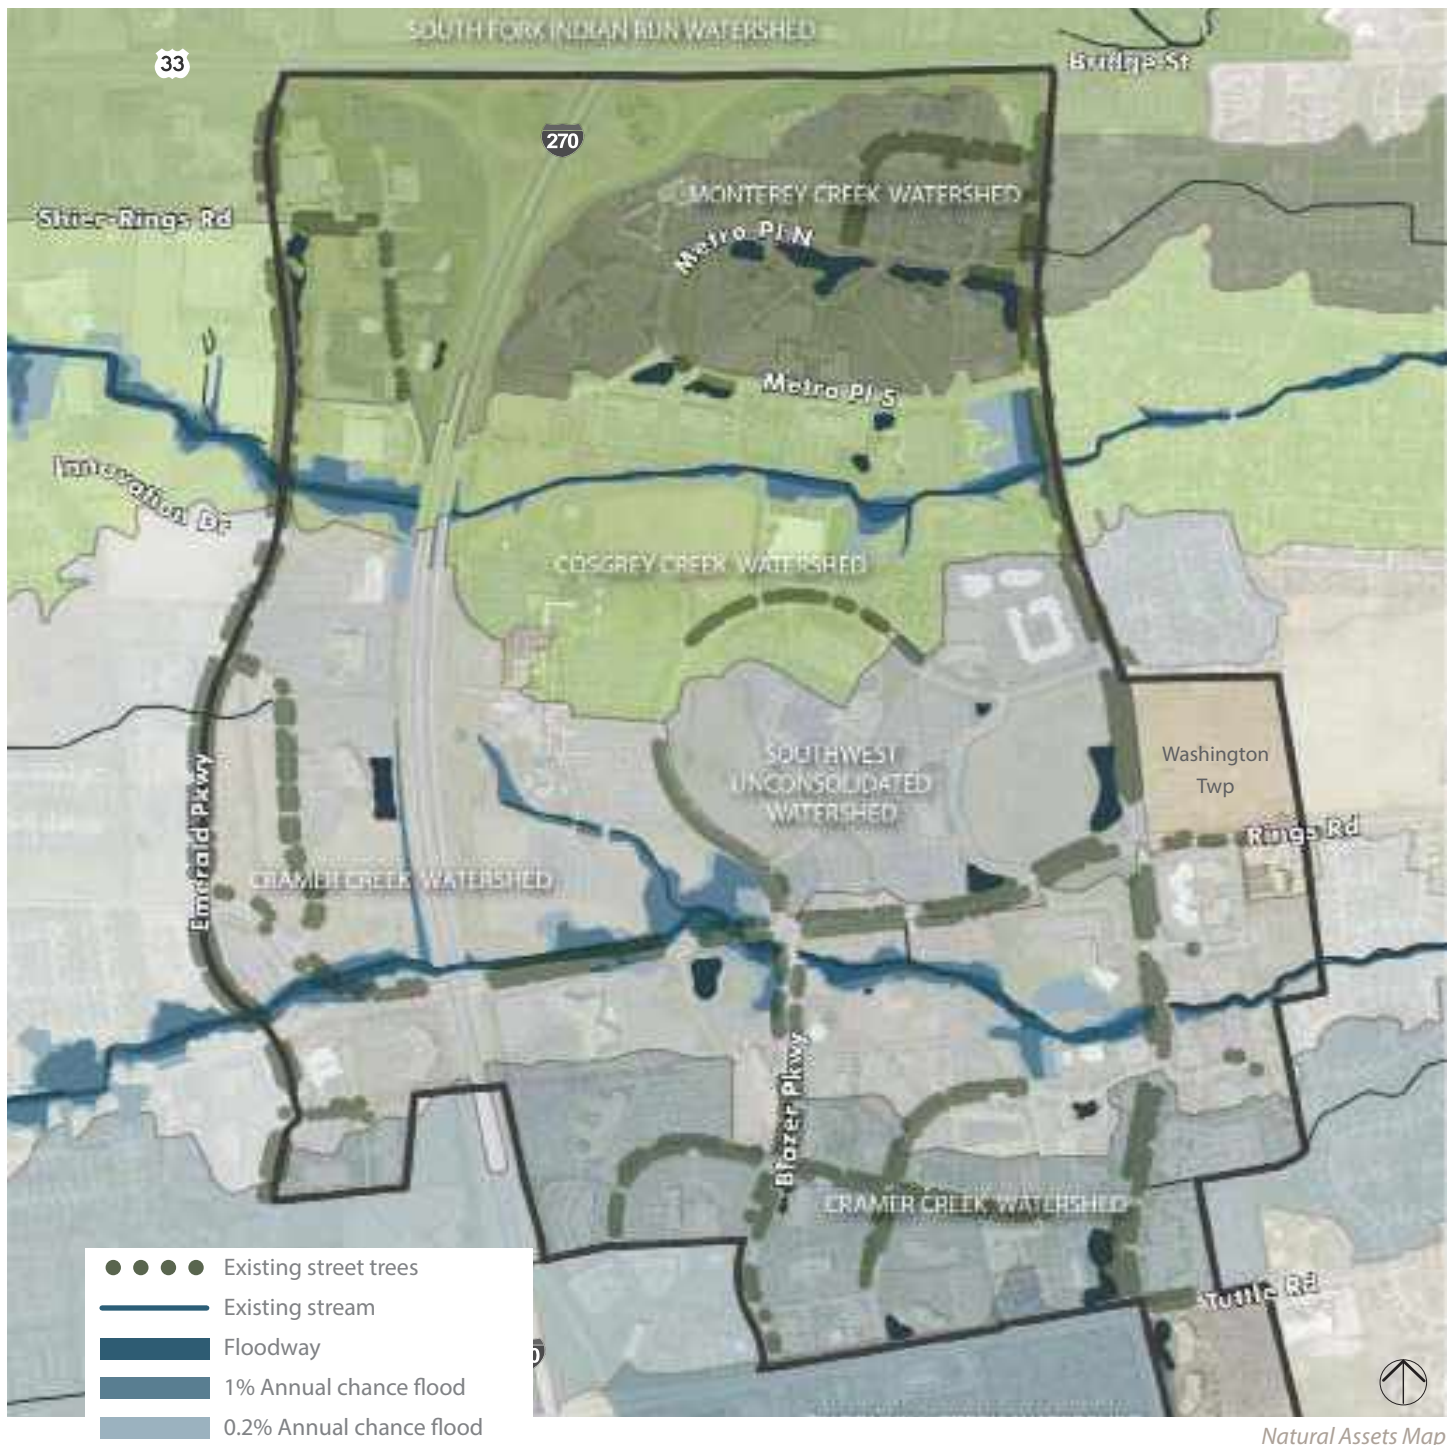 SOUTH FORK INDIAN RUN WATERSHED
33
Bridge St
270
MONTEREY CREEK WATERSHED
Shier-Rings Rd
Metro Pl N
Metro Pl S
Innovation Dr
COSGREY CREEK WATERSHED
SOUTHWEST
UNCONSOLIDATED
WATERSHED
Washington
Twp
Emerald Pkwy
Rings Rd
CRAMER CREEK WATERSHED
Blazer Pkwy
CRAMER CREEK WATERSHED
Tuttle Rd
Existing street trees
Existing stream
Floodway
1% Annual chance flood
0.2% Annual chance flood
Natural Assets Map